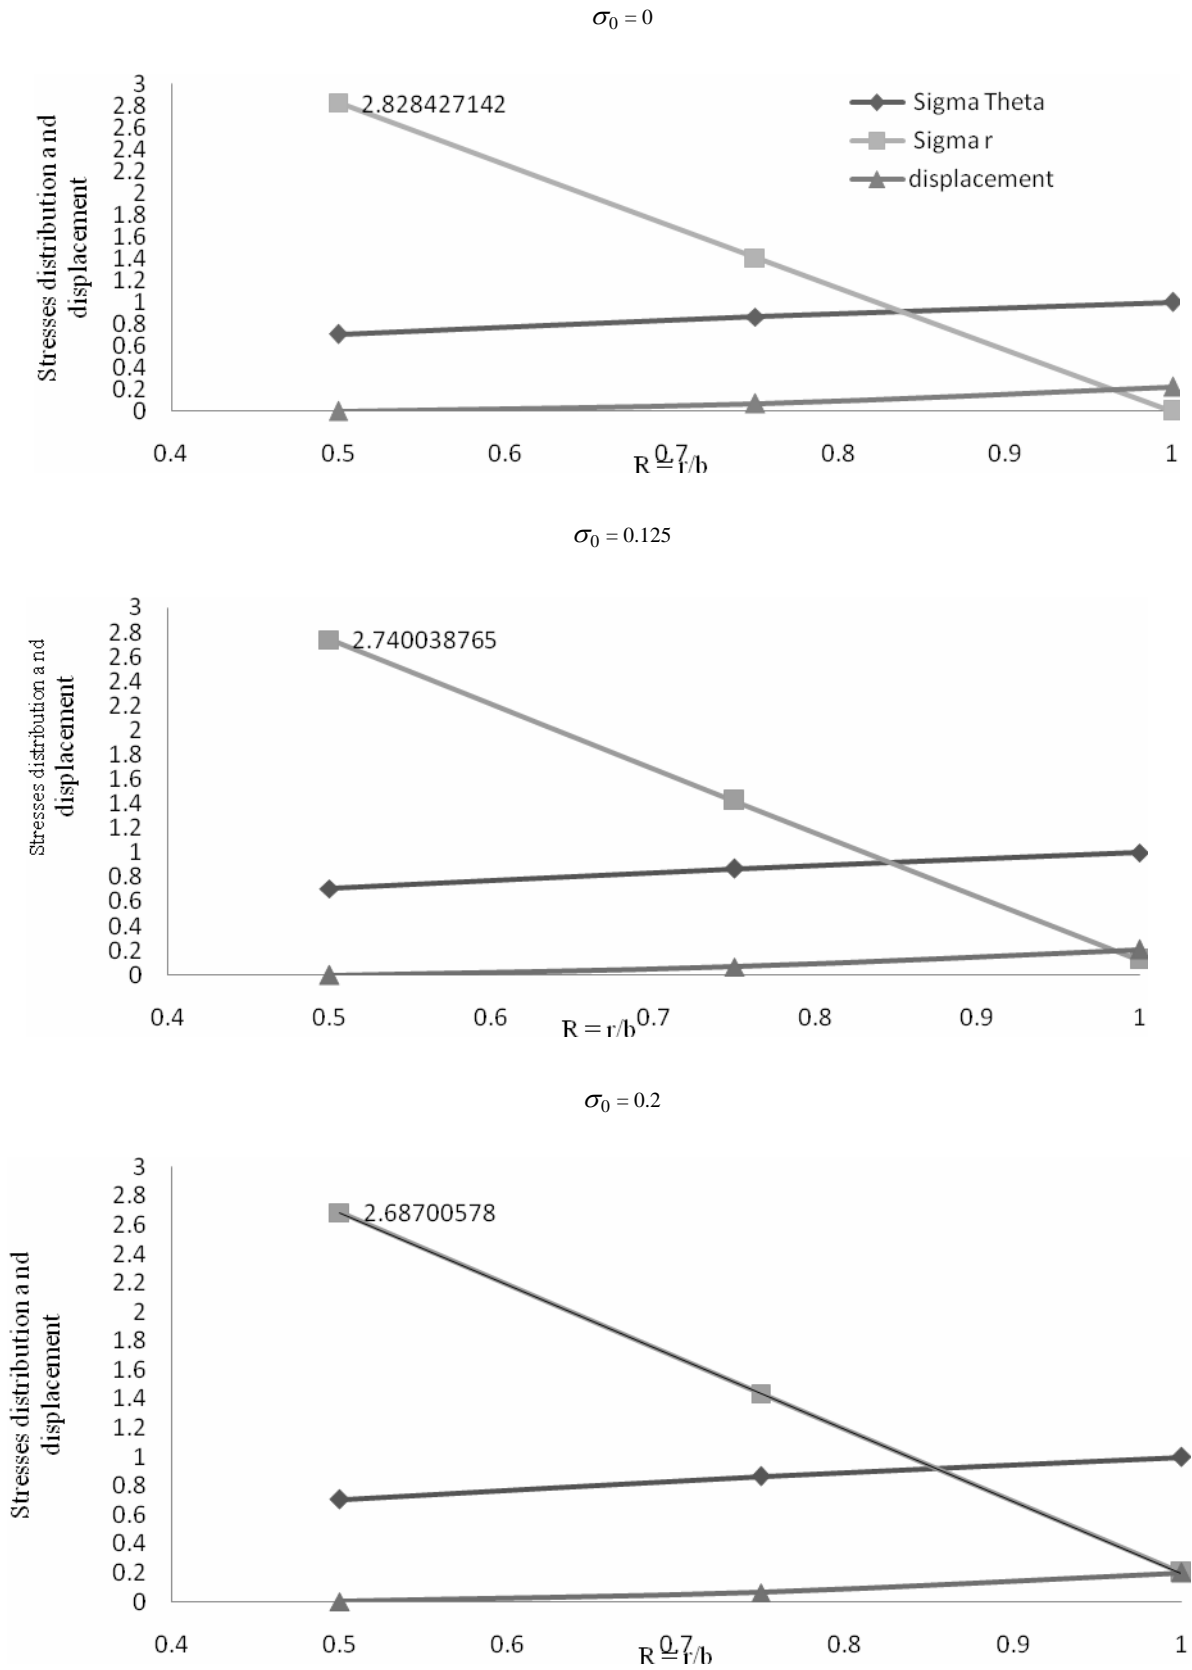 σ0 = 0
3
2.8
2.6
2.4
2.2
2
1.8
1.6
1.4
1.2
1
0.8
0.6
0.4
0.2
0
Stresses distribution and
displacement
2.828427142
Sigma Theta
Sigma r
displacement
0.4 0.5 0.6 0.7 0.8 0.9 1
R = r/b
σ0 = 0.125
3
2.8
2.6
2.4
2.2
2
1.8
1.6
1.4
1.2
1
0.8
0.6
0.4
0.2
0
Stresses distribution and
displacement
2.740038765
0.4 0.5 0.6 0.7 0.8 0.9 1
R = r/b
σ0 = 0.2
3
2.8
2.6
2.4
2.2
2
1.8
1.6
1.4
1.2
1
0.8
0.6
0.4
0.2
0
Stresses distribution and
displacement
2.68700578
0.4 0.5 0.6 0.7 0.8 0.9 1
R = r/b